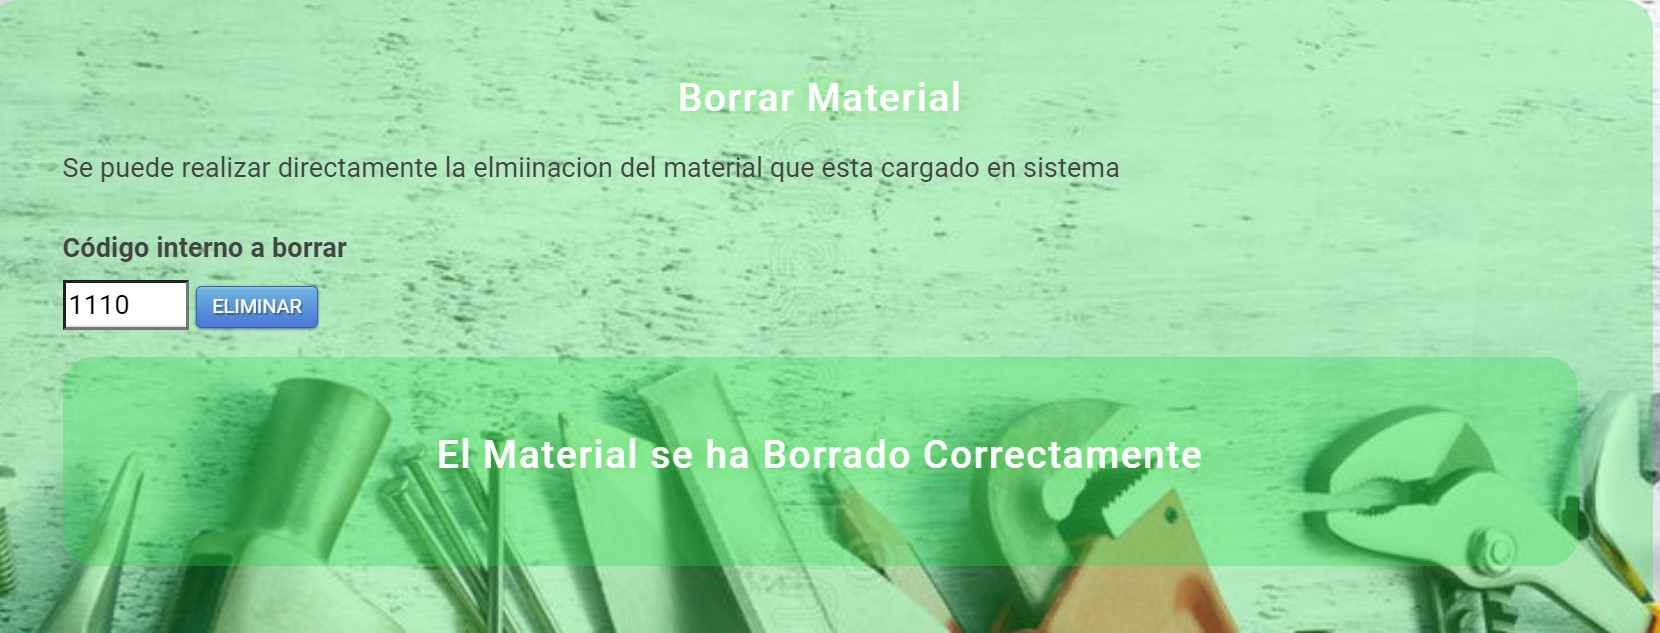 Borrar Material
Se puede realizar directamente la elmiinacion del material que esta cargado en sistema
Código interno a borrar
1110 ELIMINAR
El Material se ha Borrado Correctamente